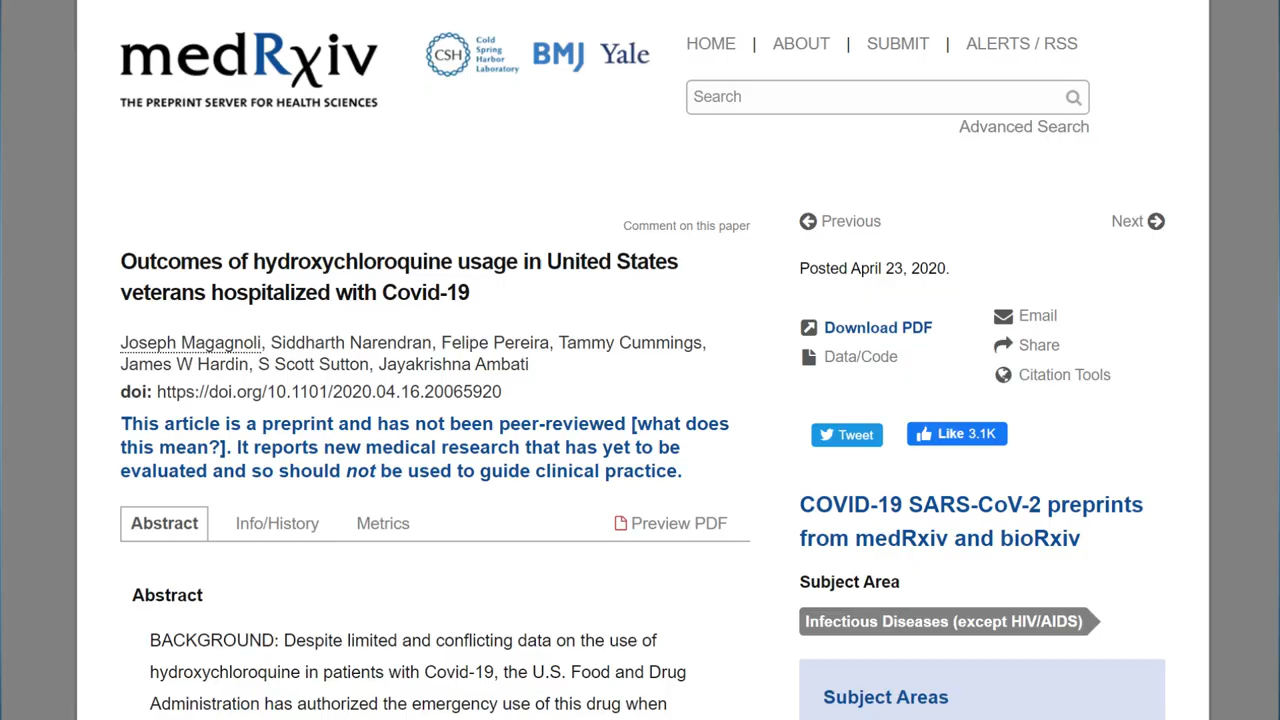 medRxiv
THE PREPRINT SERVER FOR HEALTH SCIENCES
CSH
Cold
Spring
Harbor
Laboratory
BMJ
Yale
HOME | ABOUT | SUBMIT | ALERTS / RSS
Search
Advanced Search
Comment on this paper
Outcomes of hydroxychloroquine usage in United States
veterans hospitalized with Covid-19
Joseph Magagnoli, Siddharth Narendran, Felipe Pereira, Tammy Cummings,
James W Hardin, S Scott Sutton, Jayakrishna Ambati
doi: https://doi.org/10.1101/2020.04.16.20065920
This article is a preprint and has not been peer-reviewed [what does
this mean?]. It reports new medical research that has yet to be
evaluated and so should not be used to guide clinical practice.
Abstract
Info/History
Metrics
Preview PDF
Abstract
BACKGROUND: Despite limited and conflicting data on the use of
hydroxychloroquine in patients with Covid-19, the U.S. Food and Drug
Administration has authorized the emergency use of this drug when
Previous
Next
Posted April 23, 2020.
Download PDF
Data/Code
Email
Share
Citation Tools
Tweet
Like 3.1K
COVID-19 SARS-CoV-2 preprints
from medRxiv and bioRxiv
Subject Area
Infectious Diseases (except HIV/AIDS)
Subject Areas